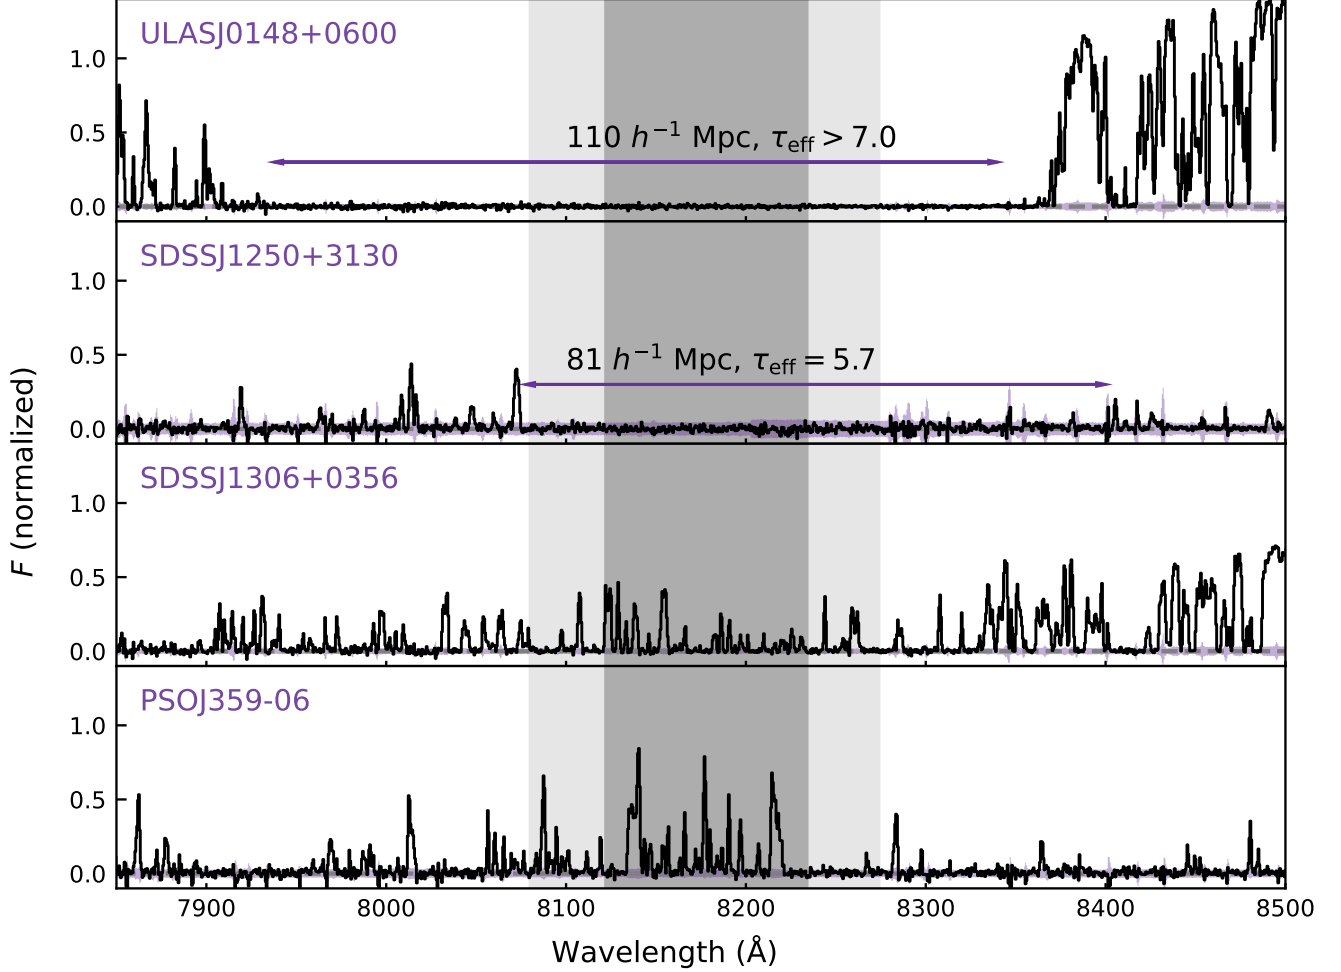 ULASJ0148+0600
1.0
0.5
0.0
110 h⁻¹ Mpc, τeff > 7.0
SDSSJ1250+3130
1.0
0.5
0.0
81 h⁻¹ Mpc, τeff = 5.7
SDSSJ1306+0356
1.0
0.5
0.0
PSOJ359-06
1.0
0.5
0.0
F (normalized)
7900 8000 8100 8200 8300 8400 8500
Wavelength (Å)